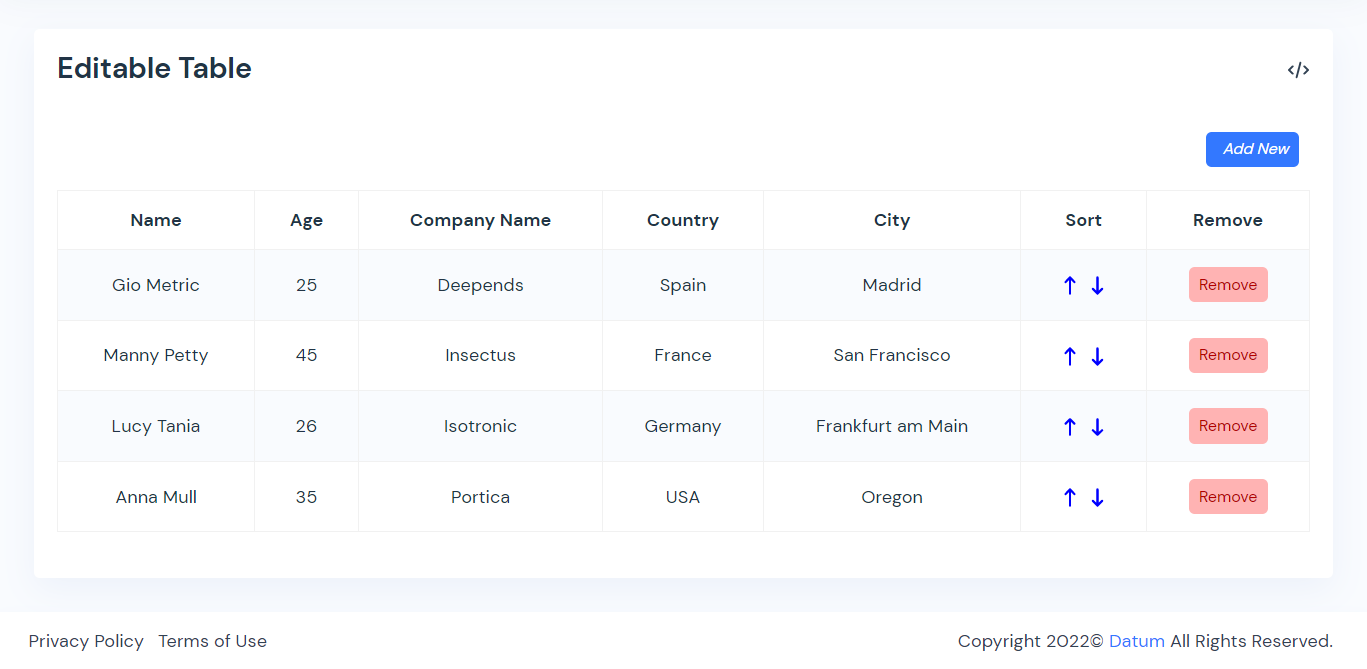 Editable Table
</>
Add New
Name Age Company Name Country City Sort Remove
Gio Metric 25 Deepends Spain Madrid ↑ ↓ Remove
Manny Petty 45 Insectus France San Francisco ↑ ↓ Remove
Lucy Tania 26 Isotronic Germany Frankfurt am Main ↑ ↓ Remove
Anna Mull 35 Portica USA Oregon ↑ ↓ Remove
Privacy Policy Terms of Use Copyright 2022© Datum All Rights Reserved.